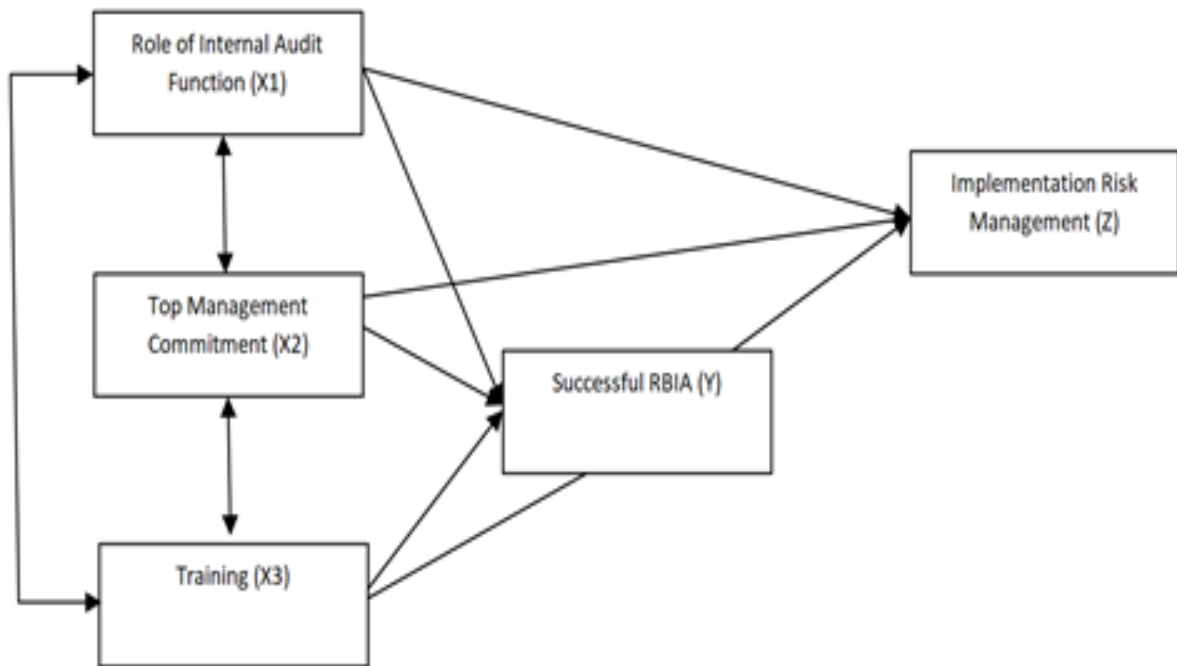 Role of Internal Audit
Function (X1)
Implementation Risk
Management (Z)
Top Management
Commitment (X2)
Successful RBIA (Y)
Training (X3)